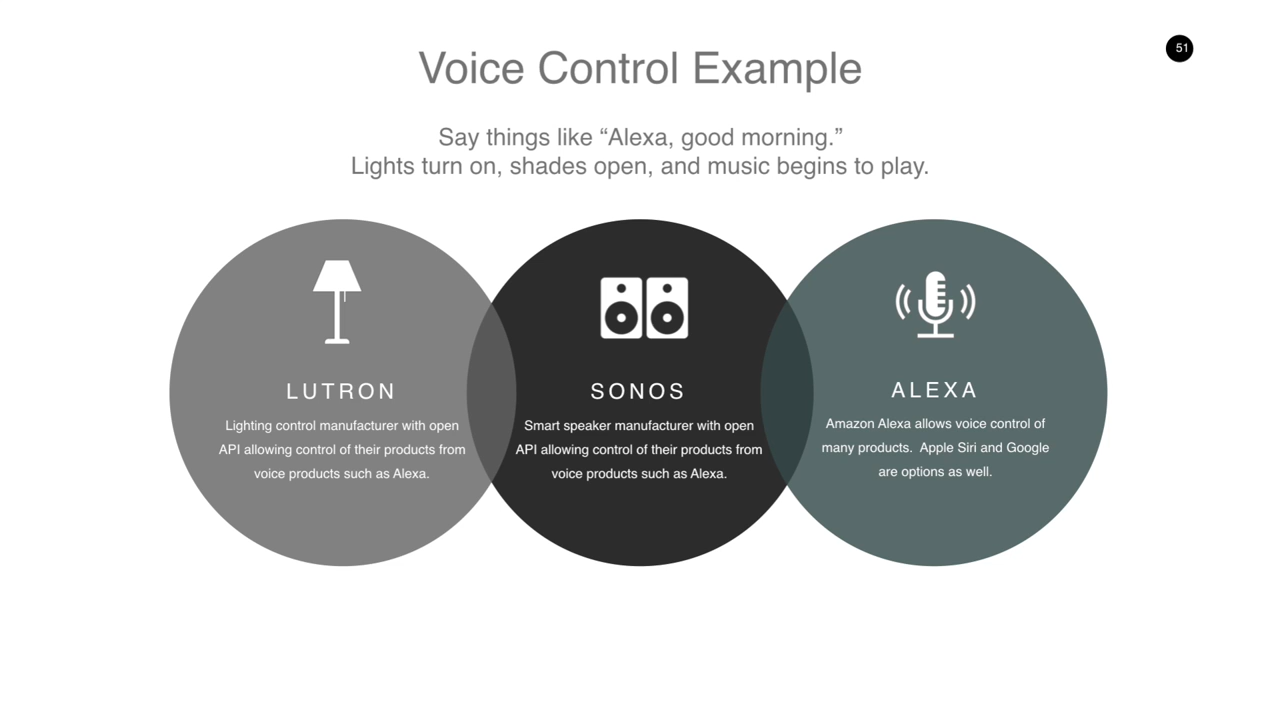 51
Voice Control Example
Say things like “Alexa, good morning.”
Lights turn on, shades open, and music begins to play.
LUTRON
Lighting control manufacturer with open
API allowing control of their products from
voice products such as Alexa.
SONOS
Smart speaker manufacturer with open
API allowing control of their products from
voice products such as Alexa.
ALEXA
Amazon Alexa allows voice control of
many products.  Apple Siri and Google
are options as well.